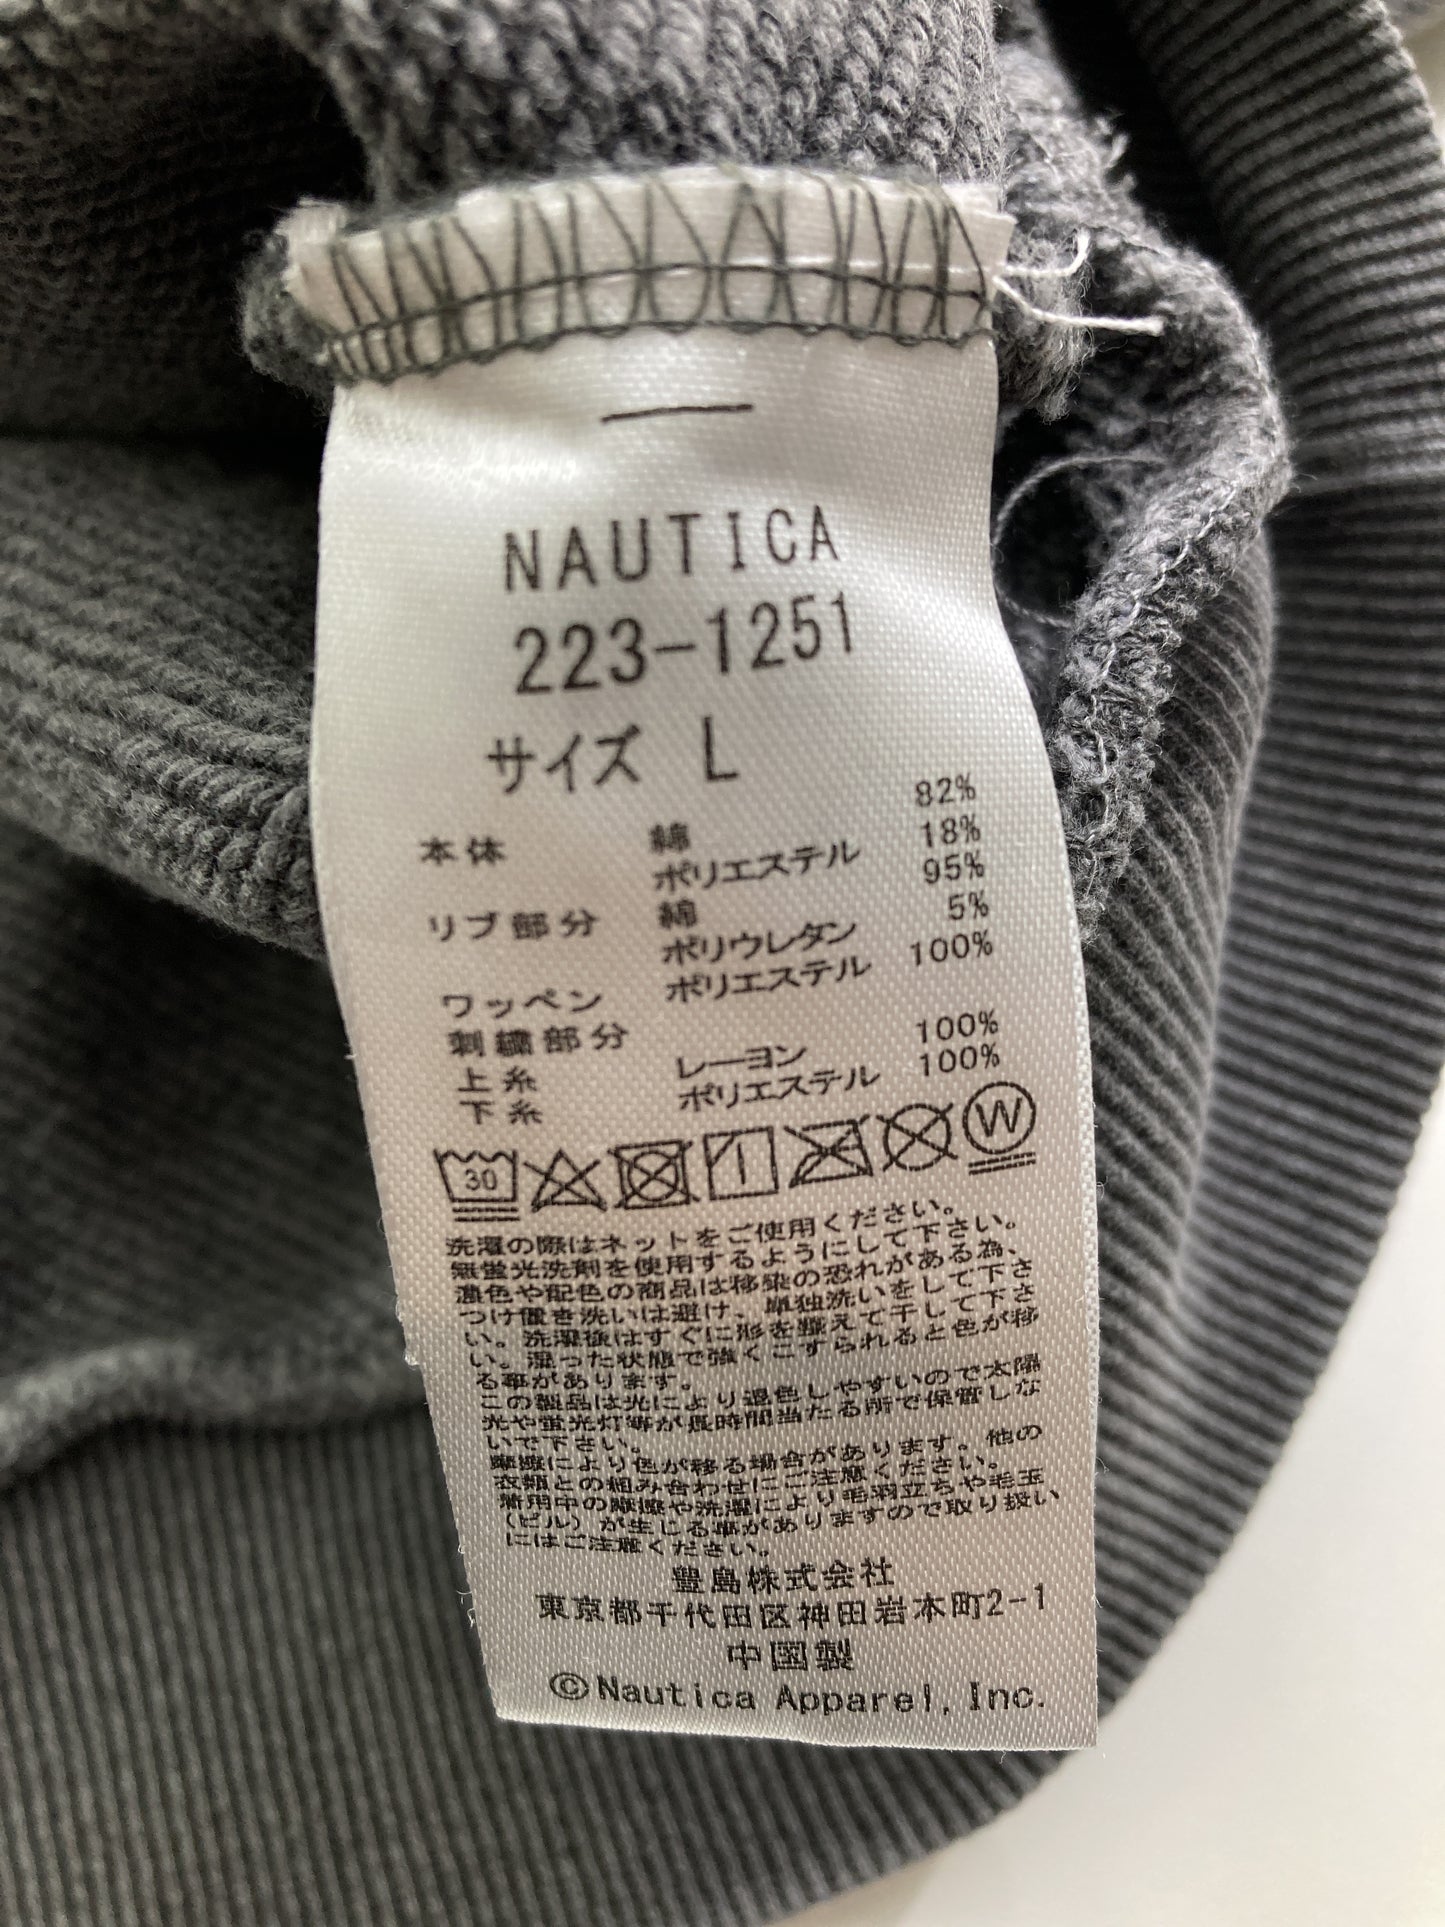 NAUTICA
223-1251
サイズ L
本体 綿 82%
ポリエステル 18%
リブ部分 綿 95%
ポリウレタン 5%
ワッペン ポリエステル 100%
刺繍部分
上糸 レーヨン 100%
下糸 ポリエステル 100%
30 W
洗濯の際はネットをご使用ください。
無蛍光洗剤を使用するようにして下さい。
濃色や配色の商品は移染の恐れがある為、
つけ置き洗いは避け、単独洗いをして下さ
い。洗濯後はすぐに形を整えて干して下さ
い。湿った状態で強くこすられると色が移
る事があります。
この製品は光により退色しやすいので太陽
光や蛍光灯等が長時間当たる所で保管しな
いで下さい。
摩擦により色が移る場合があります。他の
衣類との組み合わせにご注意ください。
着用中の摩擦や洗濯により毛羽立ちや毛玉
(ピル)が生じる事がありますので取り扱い
にはご注意ください。
豊島株式会社
東京都千代田区神田岩本町2-1
中国製
©Nautica Apparel, Inc.